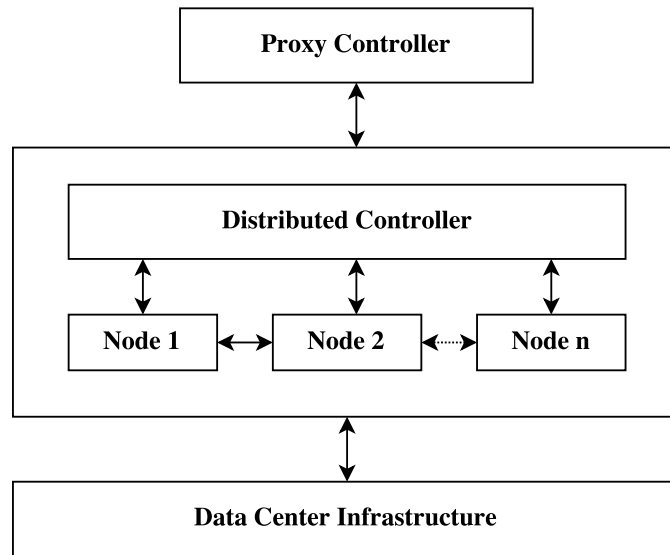 Proxy Controller
Distributed Controller
Node 1
Node 2
Node n
Data Center Infrastructure